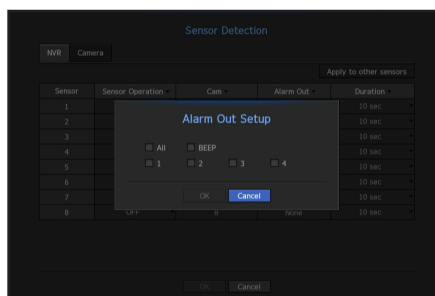 Sensor Detection
NVR Camera
Apply to other sensors
Sensor Sensor Operation Cam Alarm Out Duration
1 10 sec
2 10 sec
3 10 sec
4 10 sec
5 10 sec
6 10 sec
7 10 sec
8 OFF 8 None 10 sec
Alarm Out Setup
All BEEP
1 2 3 4
OK Cancel
OK Cancel